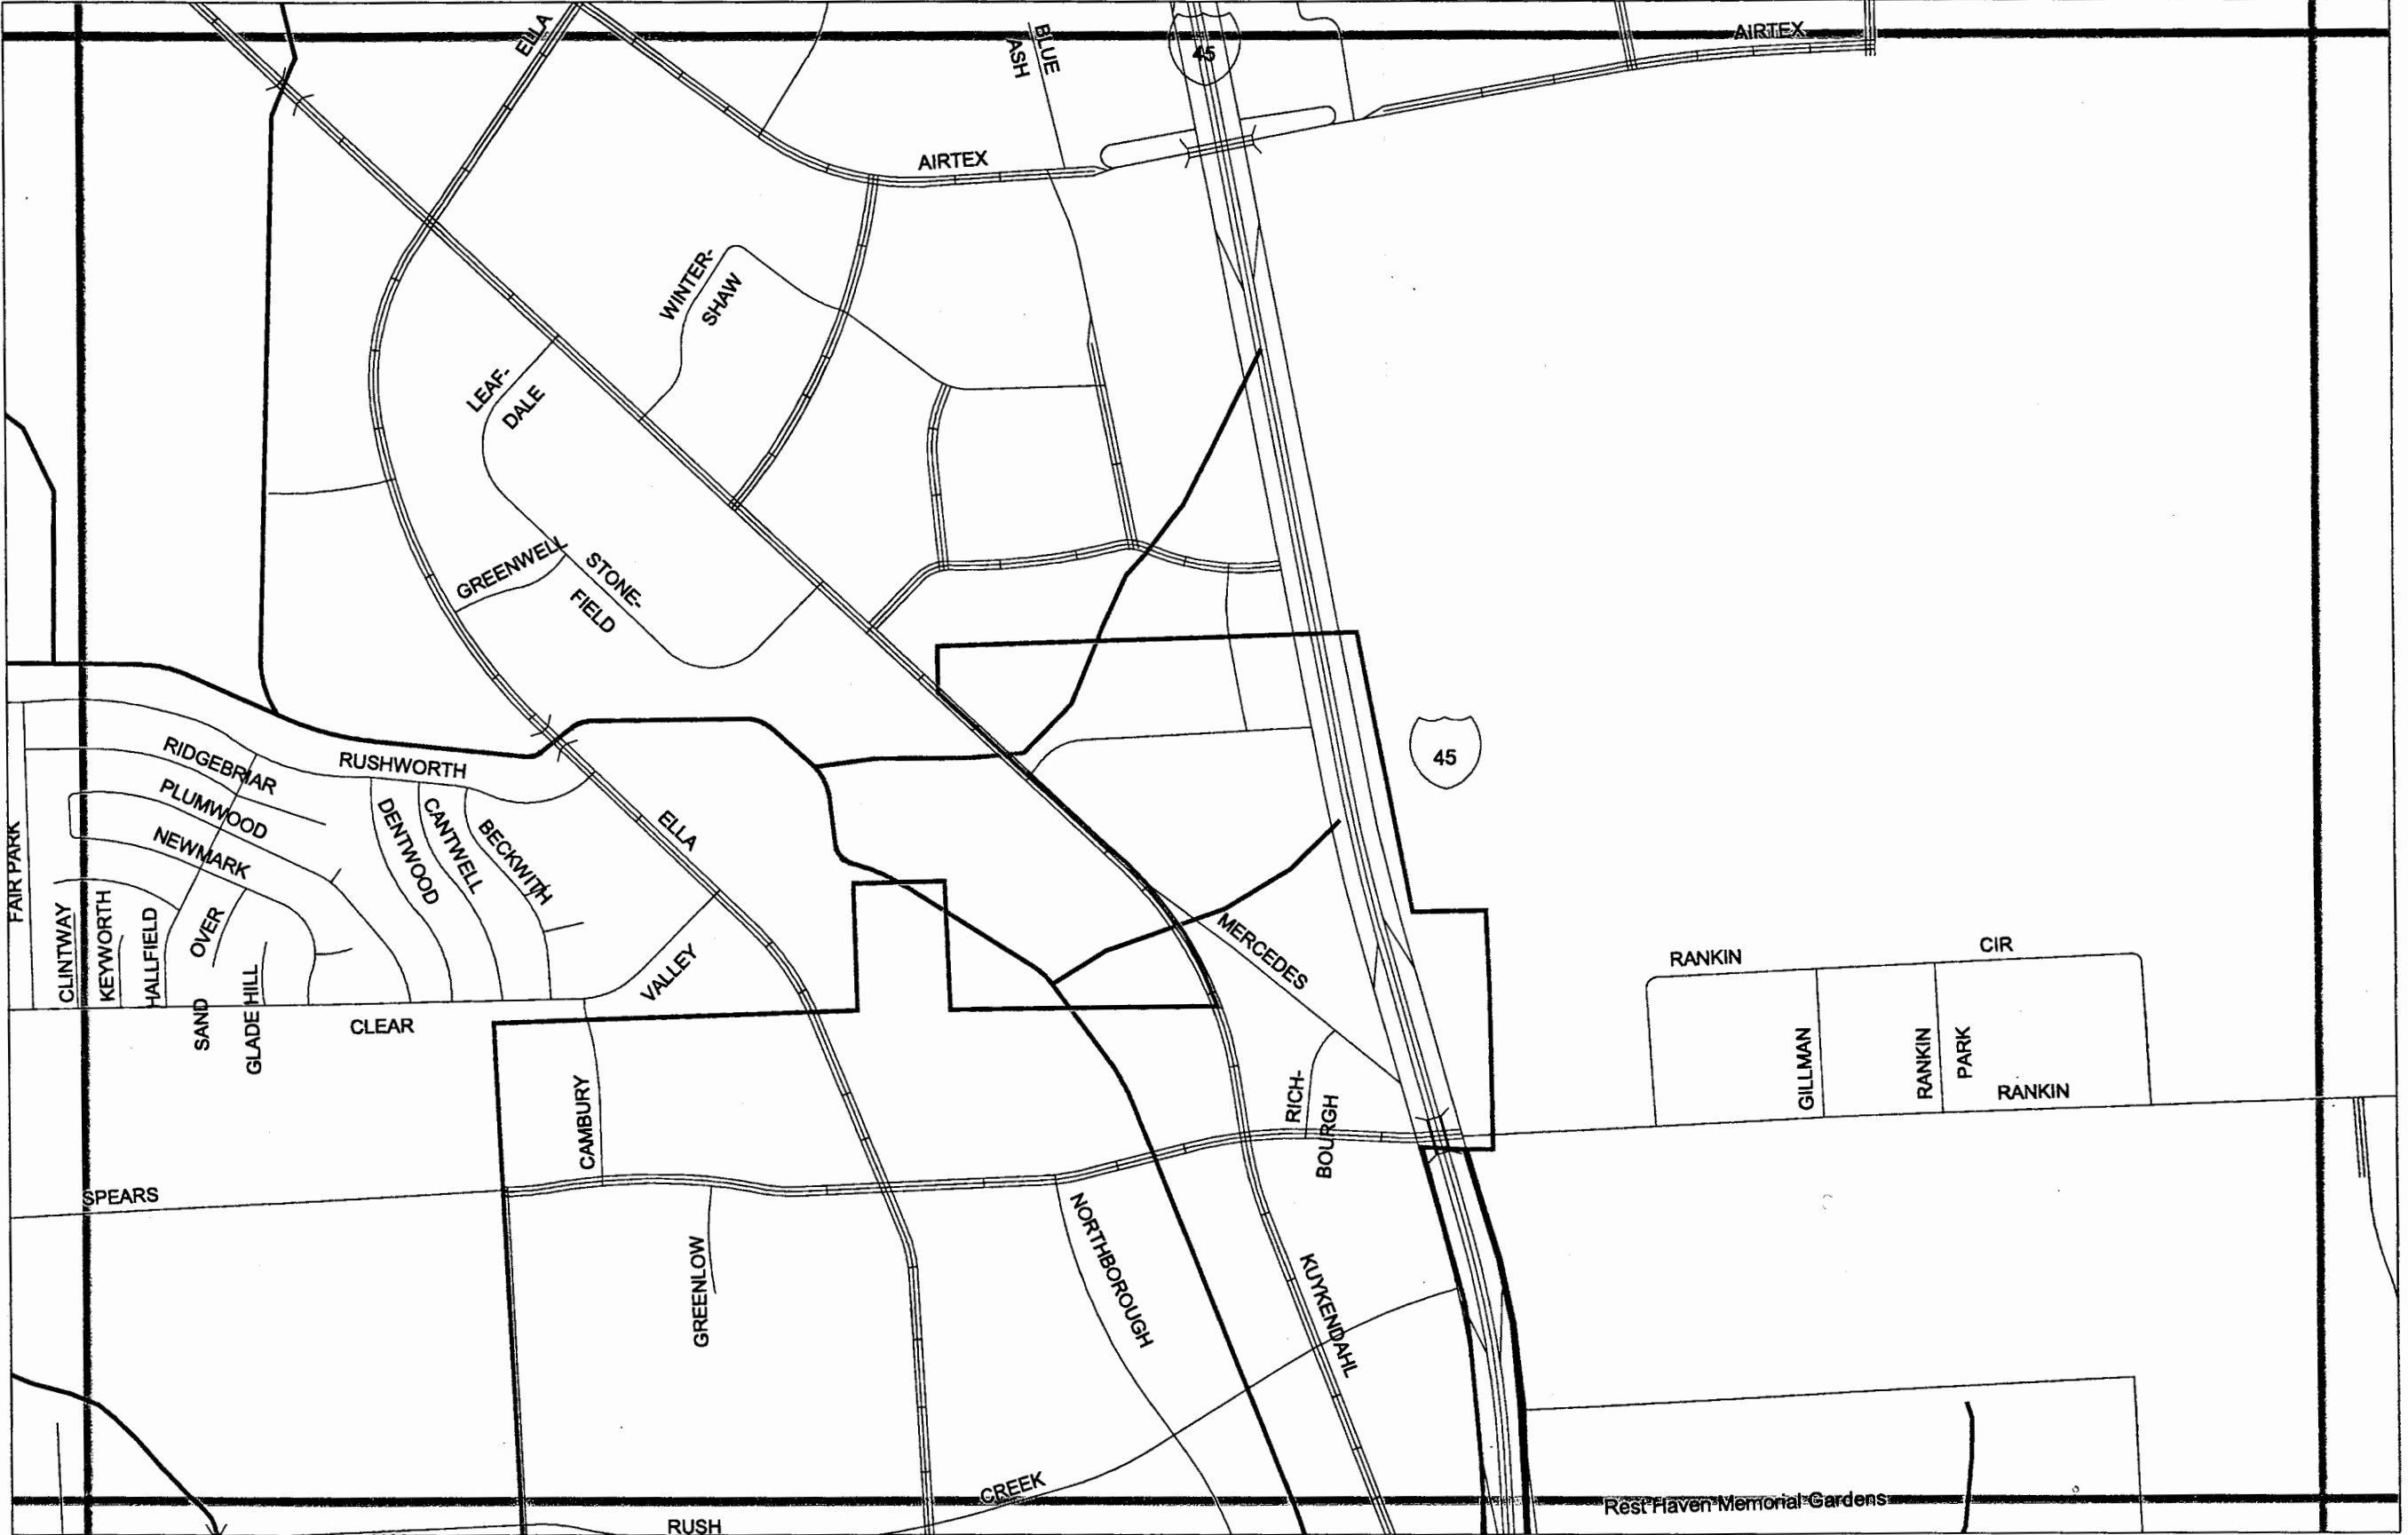 ELLA
BLUE
ASH
45
AIRTEX
AIRTEX
WINTER-
SHAW
LEAF-
DALE
GREENWELL
STONE-
FIELD
RIDGEBRIAR
RUSHWORTH
PLUMWOOD
NEWMARK
DENTWOOD
CANTWELL
BECKWITH
ELLA
45
FAIR PARK
CLINTWAY
KEYWORTH
HALLFIELD
OVER
SAND
GLADE HILL
VALLEY
CLEAR
MERCEDES
RANKIN
CIR
GILLMAN
RANKIN
PARK
RANKIN
CAMBURY
RICH-
BOURGH
SPEARS
GREENLOW
NORTHBOROUGH
KUYKENDAHL
CREEK
RUSH
Rest Haven Memorial Gardens